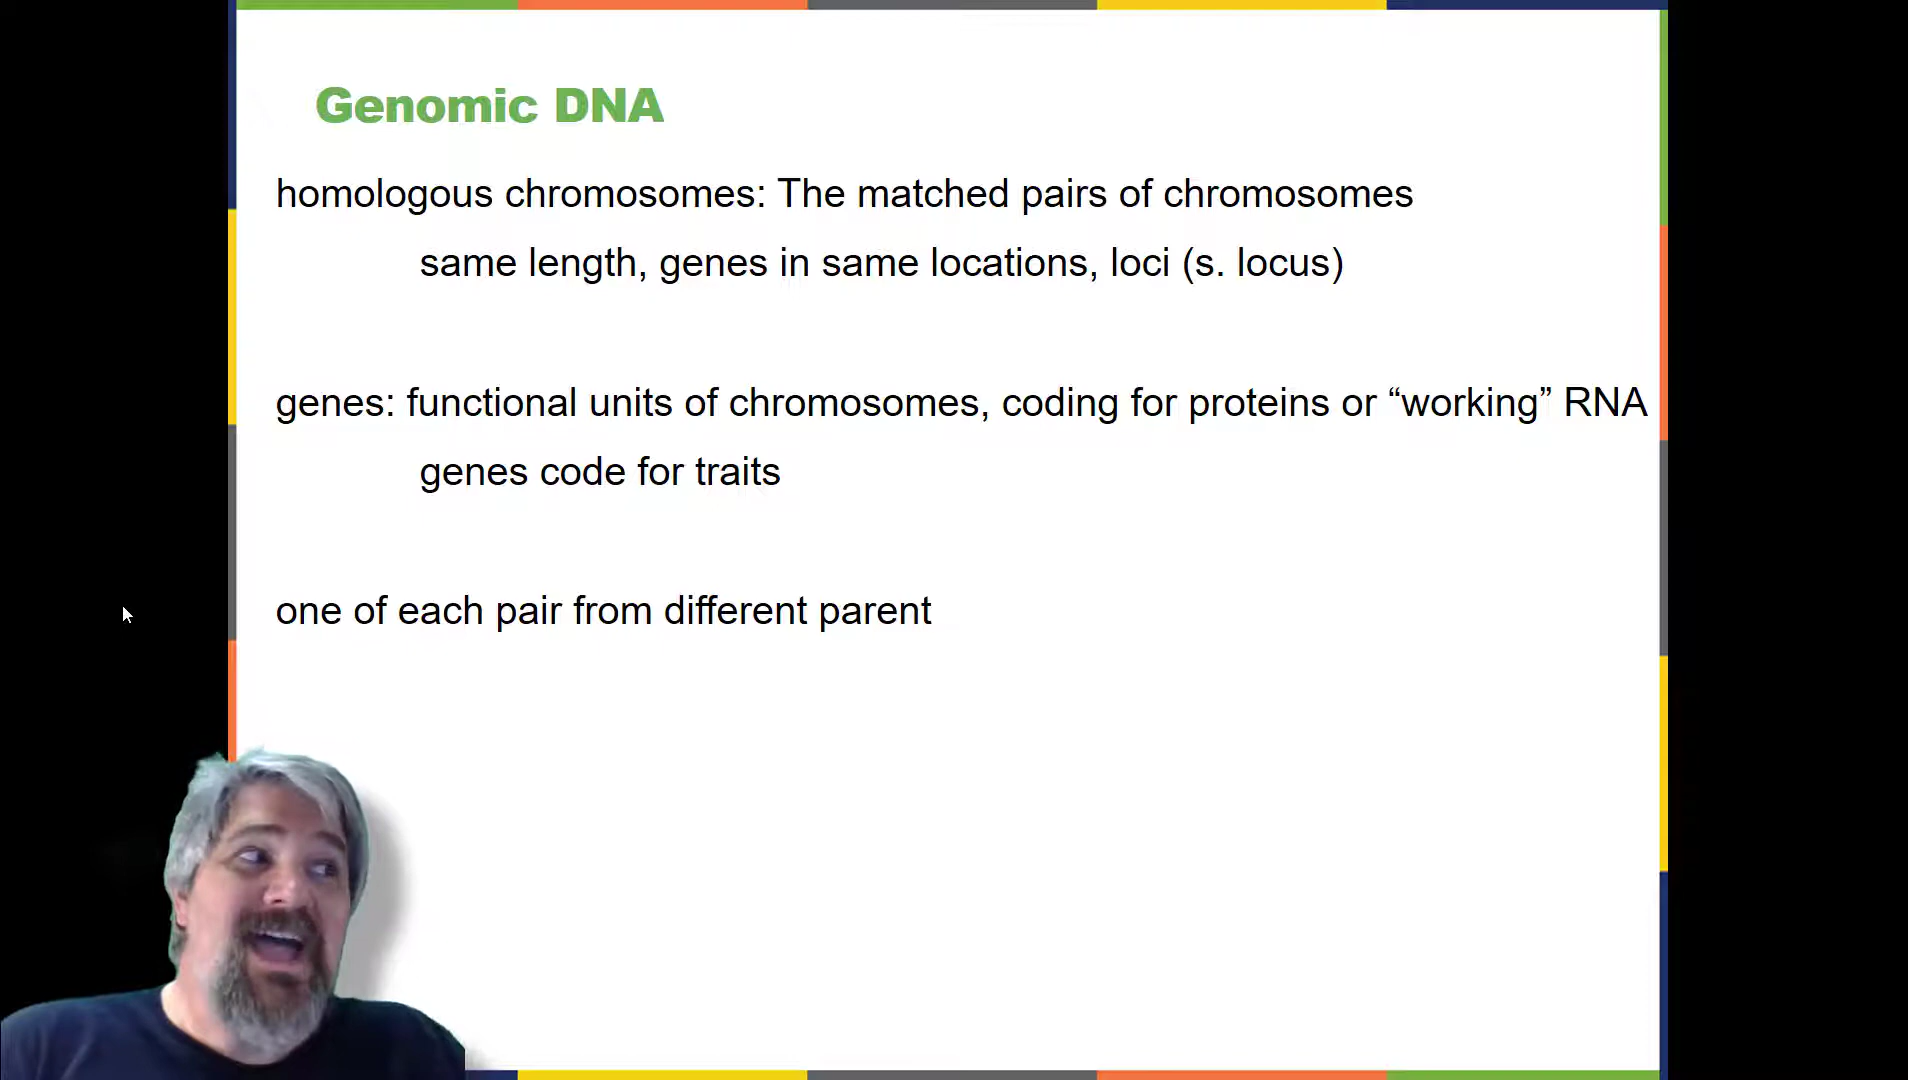 Genomic DNA
homologous chromosomes: The matched pairs of chromosomes
same length, genes in same locations, loci (s. locus)
genes: functional units of chromosomes, coding for proteins or “working” RNA
genes code for traits
one of each pair from different parent